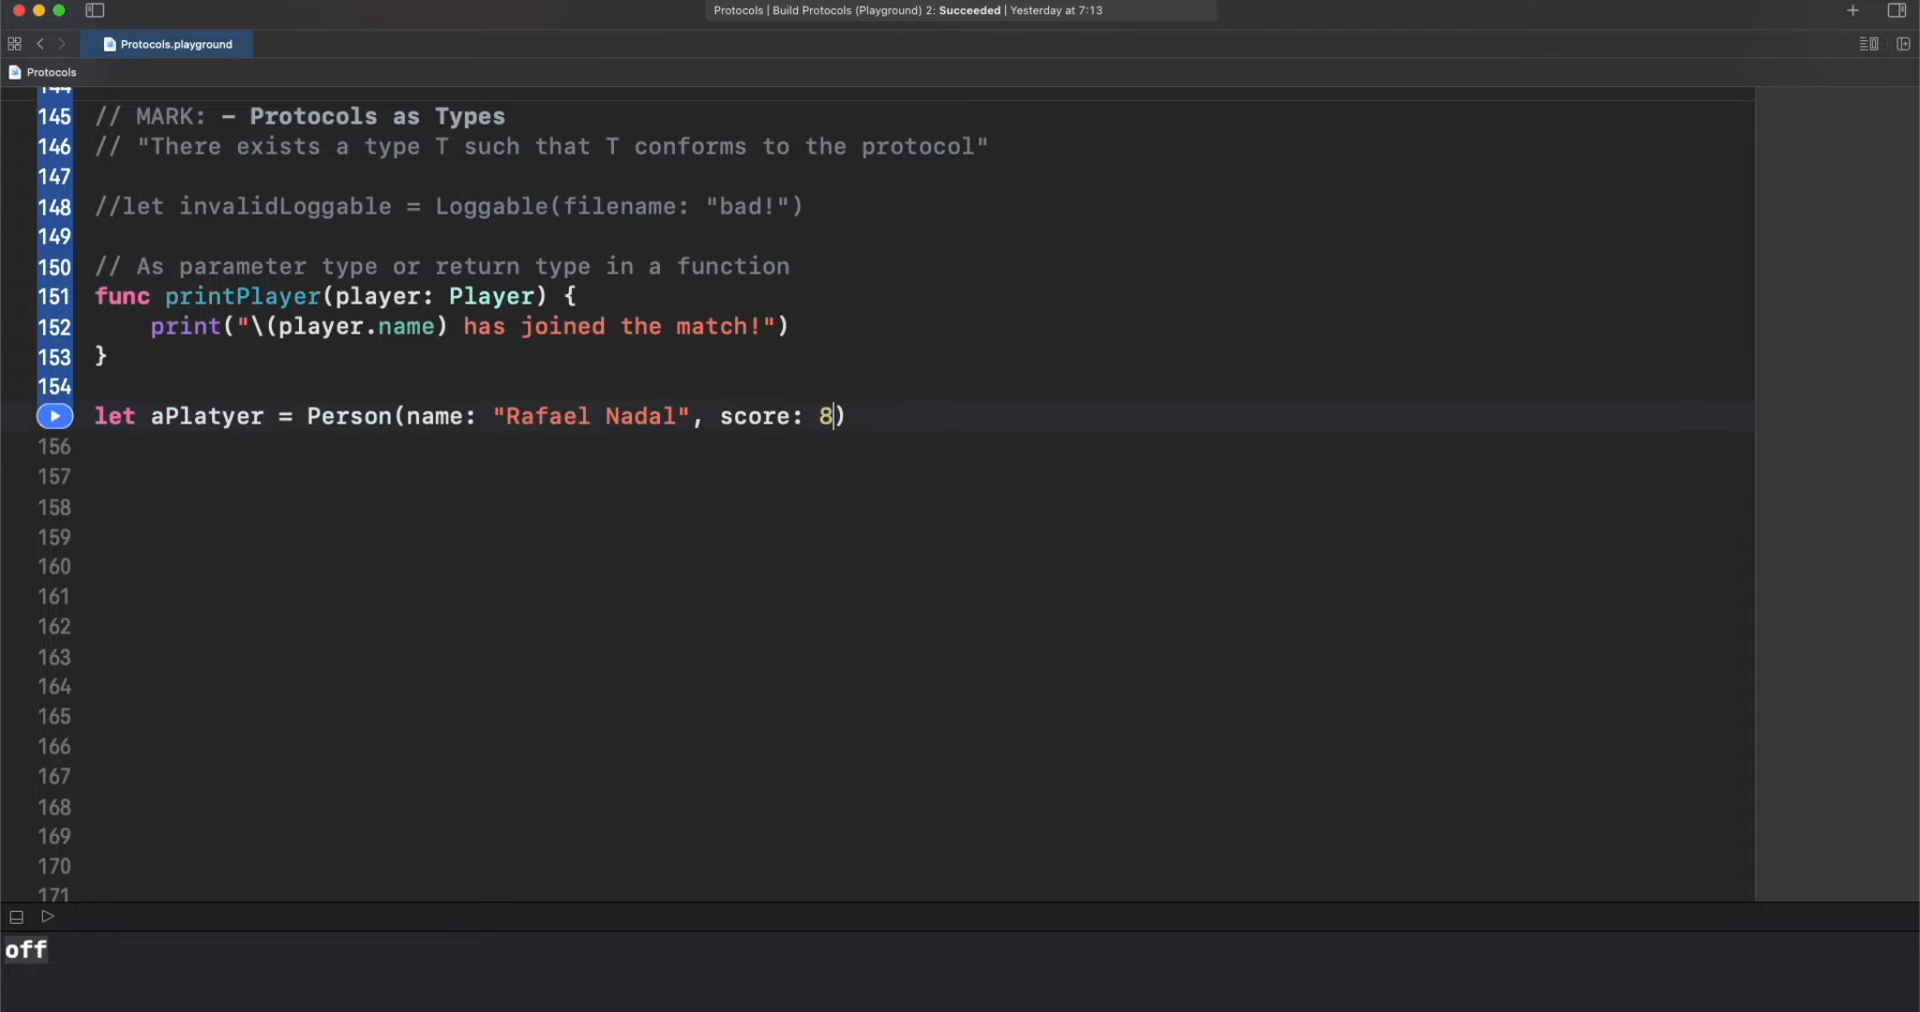 Protocols | Build Protocols (Playground) 2: Succeeded | Yesterday at 7:13
Protocols.playground
Protocols
144
145 // MARK: - Protocols as Types
146 // "There exists a type T such that T conforms to the protocol"
147
148 //let invalidLoggable = Loggable(filename: "bad!")
149
150 // As parameter type or return type in a function
151 func printPlayer(player: Player) {
152 print("\(player.name) has joined the match!")
153 }
154
let aPlatyer = Person(name: "Rafael Nadal", score: 8)
156
157
158
159
160
161
162
163
164
165
166
167
168
169
170
171
off